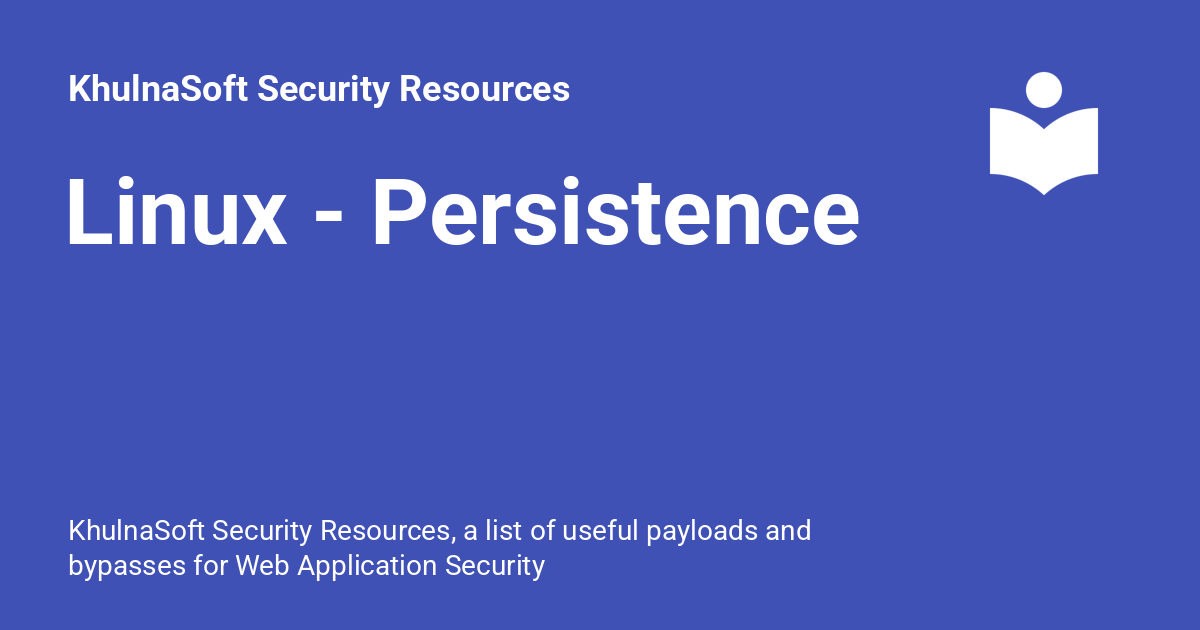 KhulnaSoft Security Resources
Linux - Persistence
KhulnaSoft Security Resources, a list of useful payloads and
bypasses for Web Application Security